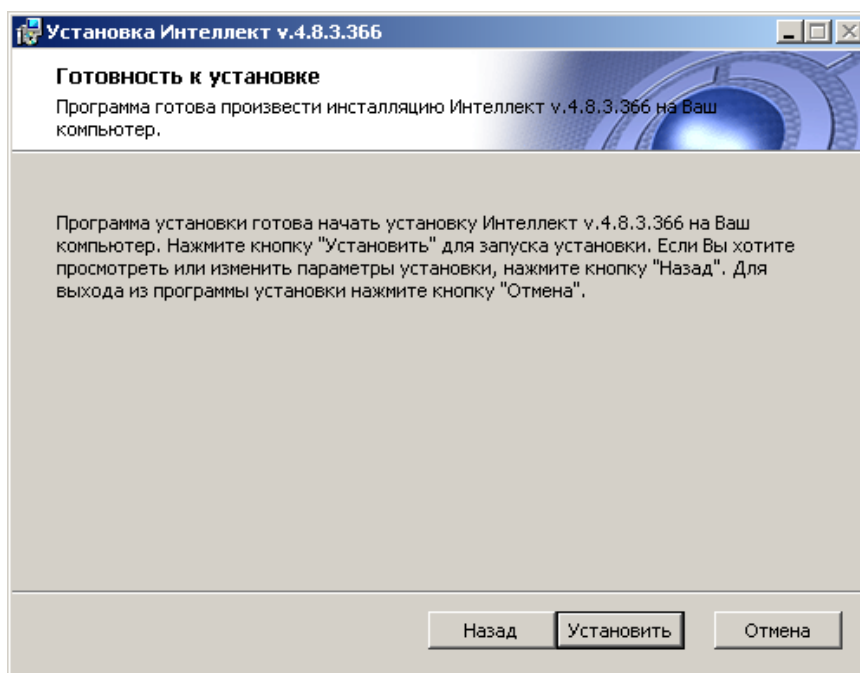 Установка Интеллект v.4.8.3.366
Готовность к установке
Программа готова произвести инсталляцию Интеллект v.4.8.3.366 на Ваш
компьютер.
Программа установки готова начать установку Интеллект v.4.8.3.366 на Ваш
компьютер. Нажмите кнопку "Установить" для запуска установки. Если Вы хотите
просмотреть или изменить параметры установки, нажмите кнопку "Назад". Для
выхода из программы установки нажмите кнопку "Отмена".
Назад Установить Отмена